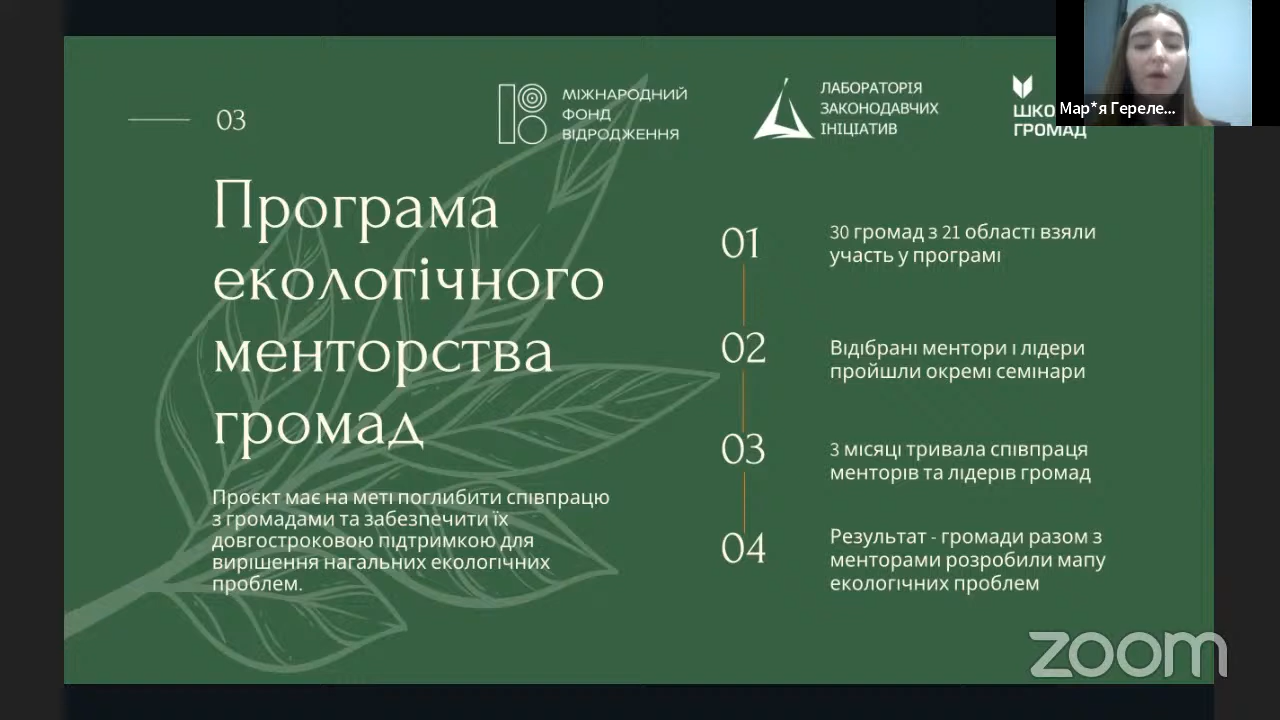 03
МІЖНАРОДНИЙ
ФОНД
ВІДРОДЖЕННЯ
ЛАБОРАТОРІЯ
ЗАКОНОДАВЧИХ
ІНІЦІАТИВ
ГРОМАД
Мар*я Гереле...
Програма
екологічного
менторства
громад
Проєкт має на меті поглибити співпрацю
з громадами та забезпечити їх
довгостроковою підтримкою для
вирішення нагальних екологічних
проблем.
01
30 громад з 21 області взяли
участь у програмі
02
Відібрані ментори і лідери
пройшли окремі семінари
03
3 місяці тривала співпраця
менторів та лідерів громад
04
Результат - громади разом з
менторами розробили мапу
екологічних проблем
zoom